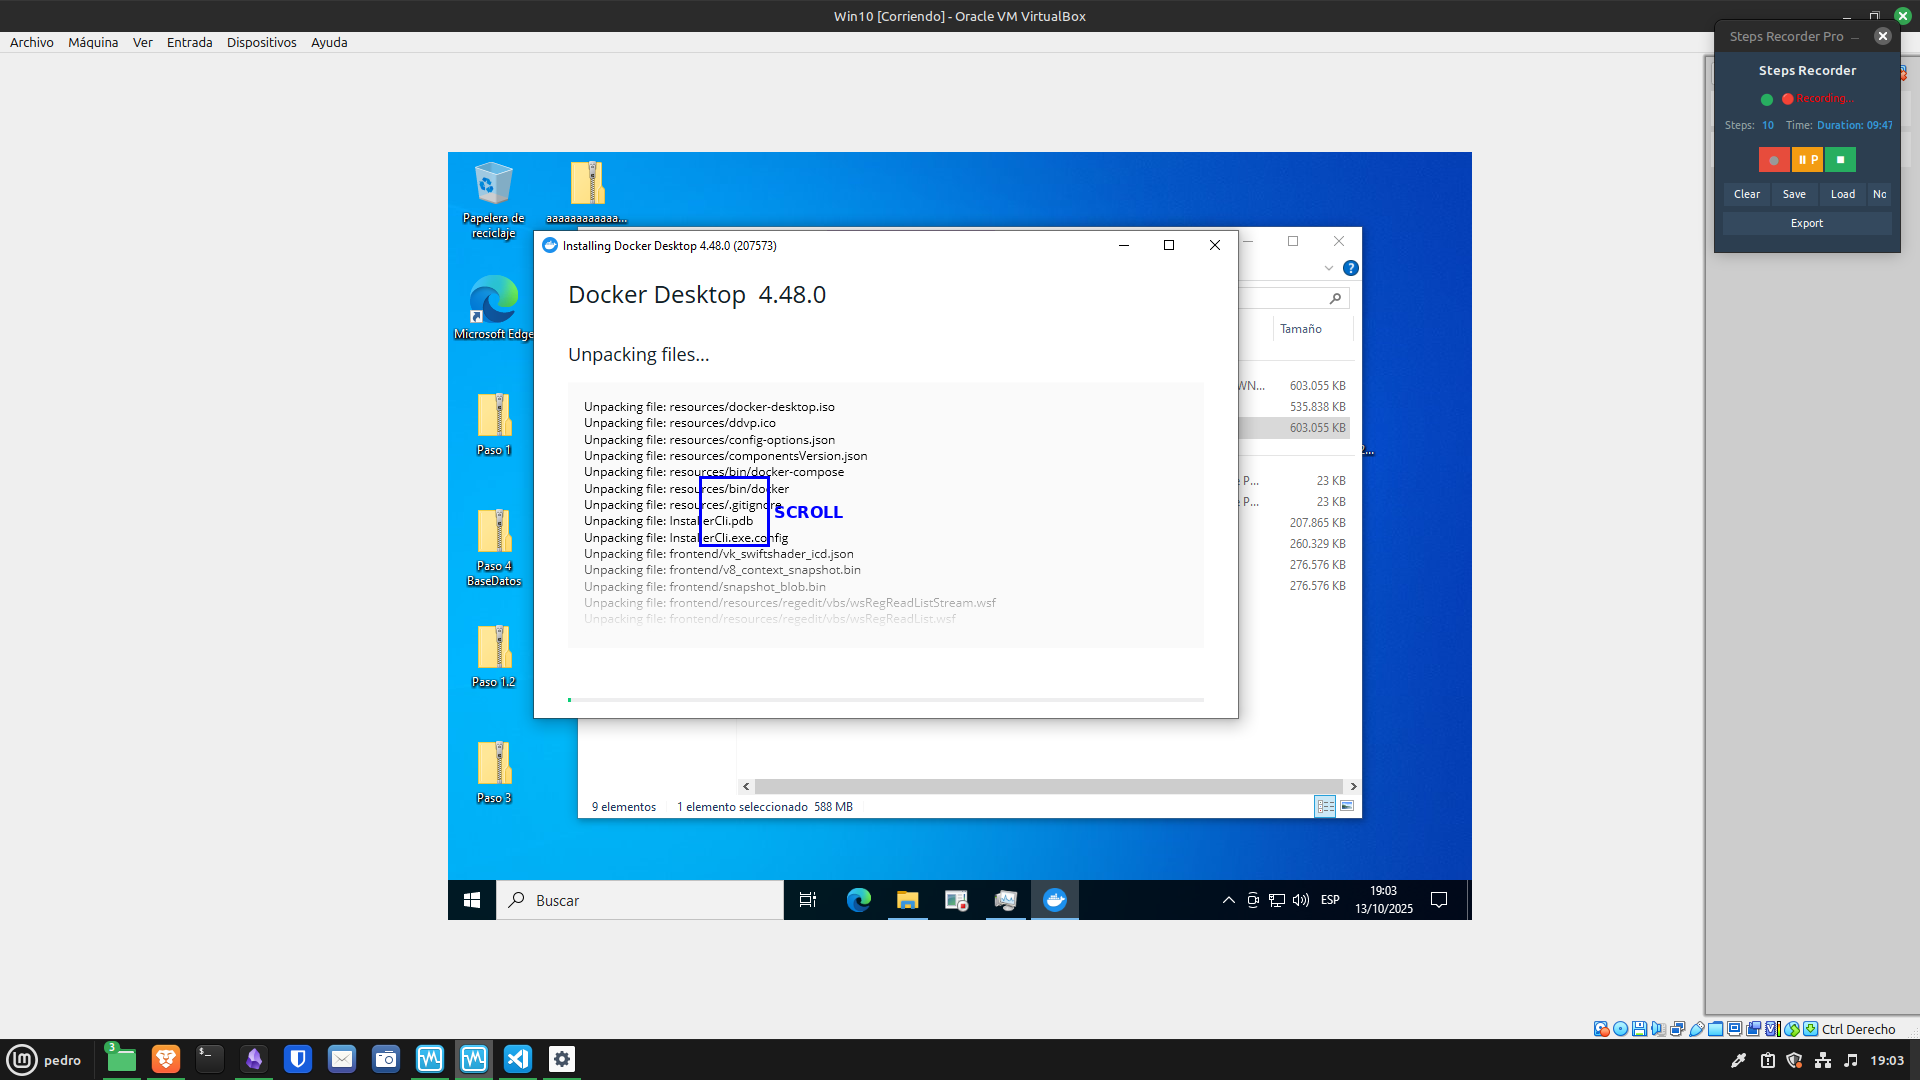 Win10 [Corriendo] - Oracle VM VirtualBox
Archivo Máquina Ver Entrada Dispositivos Ayuda
Steps Recorder Pro
Steps Recorder
Recording...
Steps: 10 Time: Duration: 09:47
P
Clear Save Load No
Export
Papelera de reciclaje
aaaaaaaaaaaa...
Microsoft Edge
Paso 1
Paso 4
BaseDatos
Paso 1.2
Paso 3
Installing Docker Desktop 4.48.0 (207573)
Docker Desktop 4.48.0
Unpacking files...
Unpacking file: resources/docker-desktop.iso
Unpacking file: resources/ddvp.ico
Unpacking file: resources/config-options.json
Unpacking file: resources/componentsVersion.json
Unpacking file: resources/bin/docker-compose
Unpacking file: resources/bin/docker
Unpacking file: resources/.gitignore
Unpacking file: InstallerCli.pdb
Unpacking file: InstallerCli.exe.config
Unpacking file: frontend/vk_swiftshader_icd.json
Unpacking file: frontend/v8_context_snapshot.bin
Unpacking file: frontend/snapshot_blob.bin
Unpacking file: frontend/resources/regedit/vbs/wsRegReadListStream.wsf
Unpacking file: frontend/resources/regedit/vbs/wsRegReadList.wsf
SCROLL
Tamaño
WN... 603.055 KB
535.838 KB
603.055 KB
P... 23 KB
P... 23 KB
207.865 KB
260.329 KB
276.576 KB
276.576 KB
2...
9 elementos 1 elemento seleccionado 588 MB
Buscar
ESP
19:03
13/10/2025
Ctrl Derecho
3
pedro
19:03